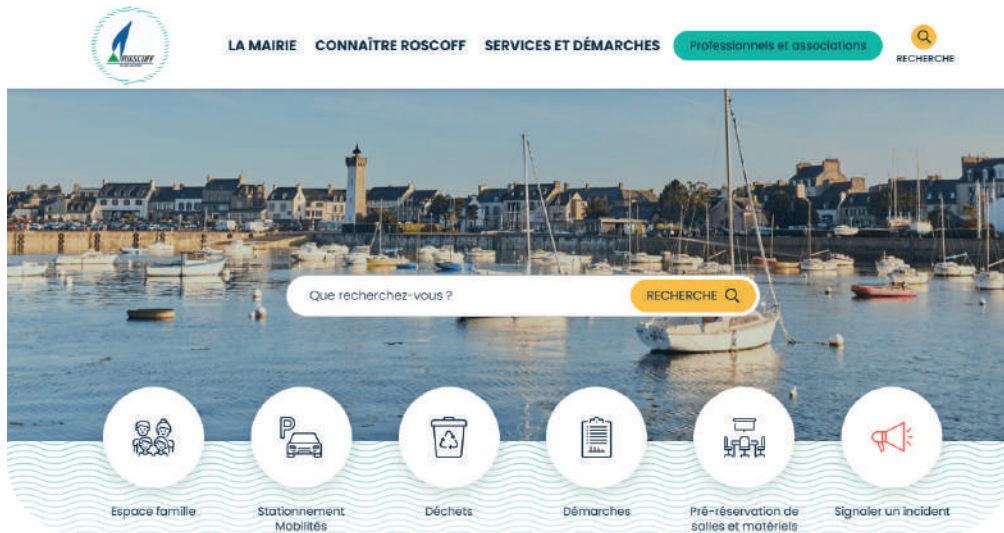 ROSCOFF
LA MAIRIE CONNAÎTRE ROSCOFF SERVICES ET DÉMARCHES Professionnels et associations
RECHERCHE
Que recherchez-vous ? RECHERCHE
P
Espace famille
Stationnement
Mobilités
Déchets
Démarches
Pré-réservation de
salles et matériels
Signaler un incident